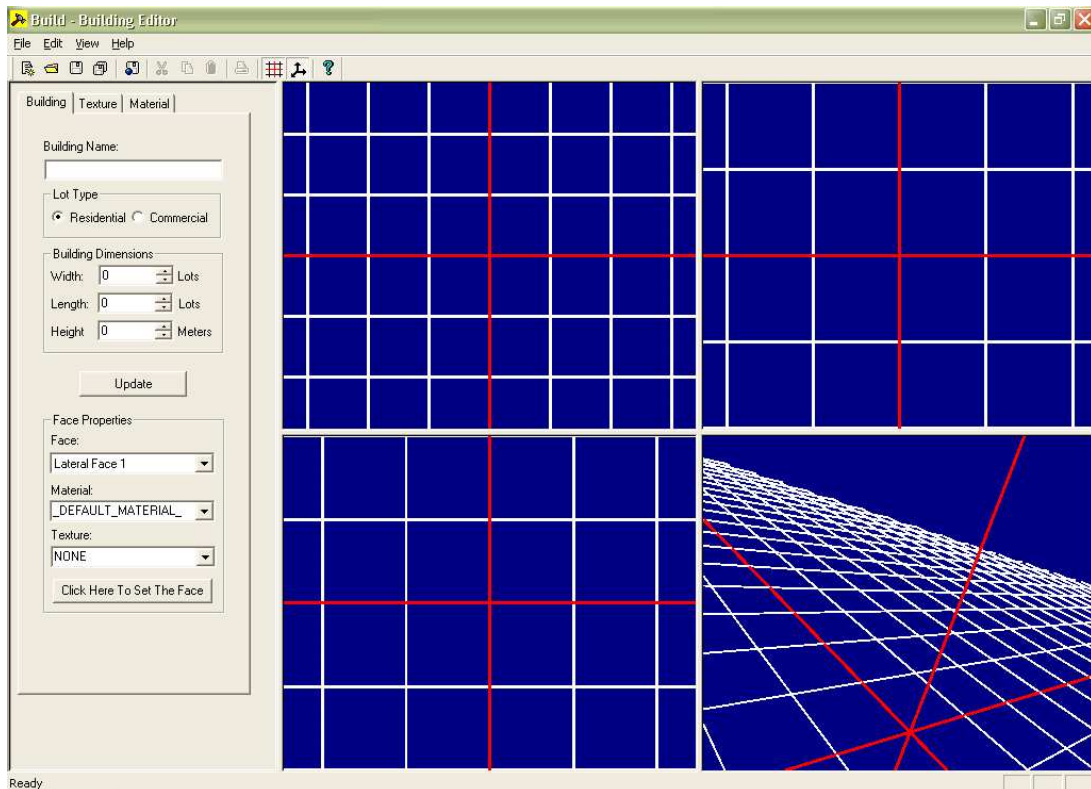 Build - Building Editor
File Edit View Help
Building Texture Material
Building Name:
Lot Type
Residential Commercial
Building Dimensions
Width: 0 Lots
Length: 0 Lots
Height 0 Meters
Update
Face Properties
Face:
Lateral Face 1
Material:
_DEFAULT_MATERIAL_
Texture:
NONE
Click Here To Set The Face
Ready